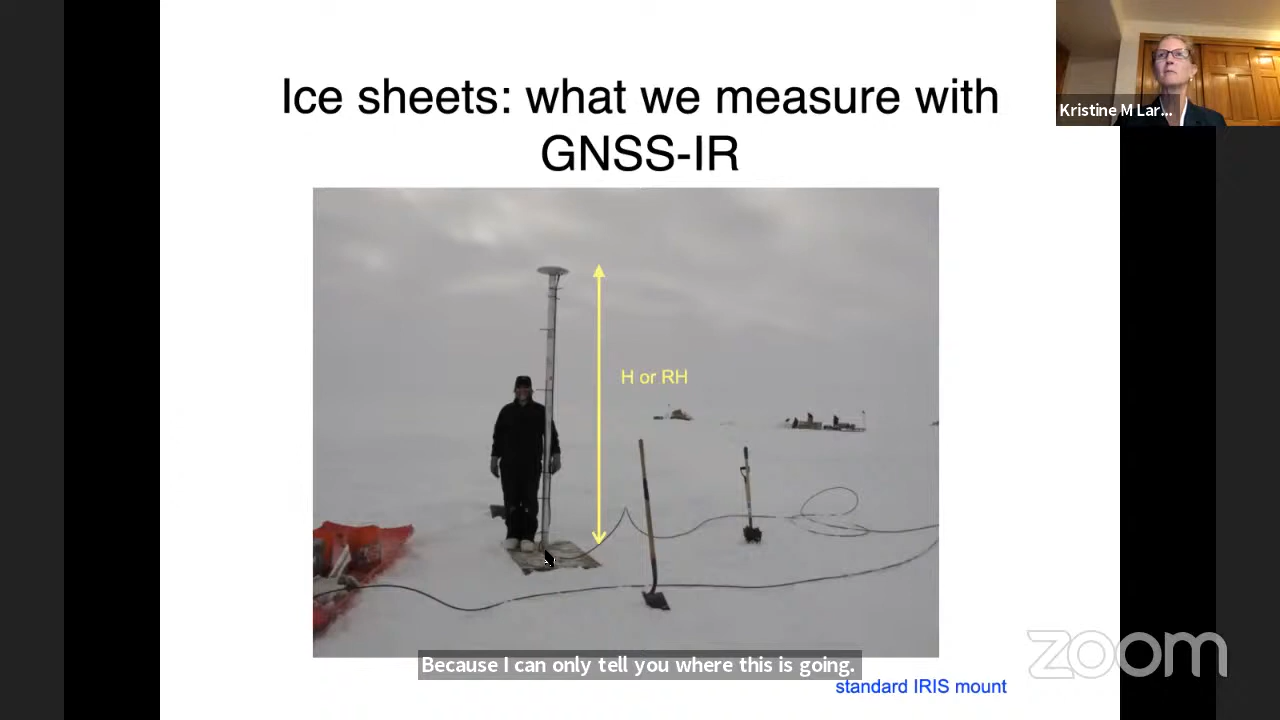 Ice sheets: what we measure with
GNSS-IR
Kristine M Lar...
H or RH
Because I can only tell you where this is going.
standard IRIS mount
zoom